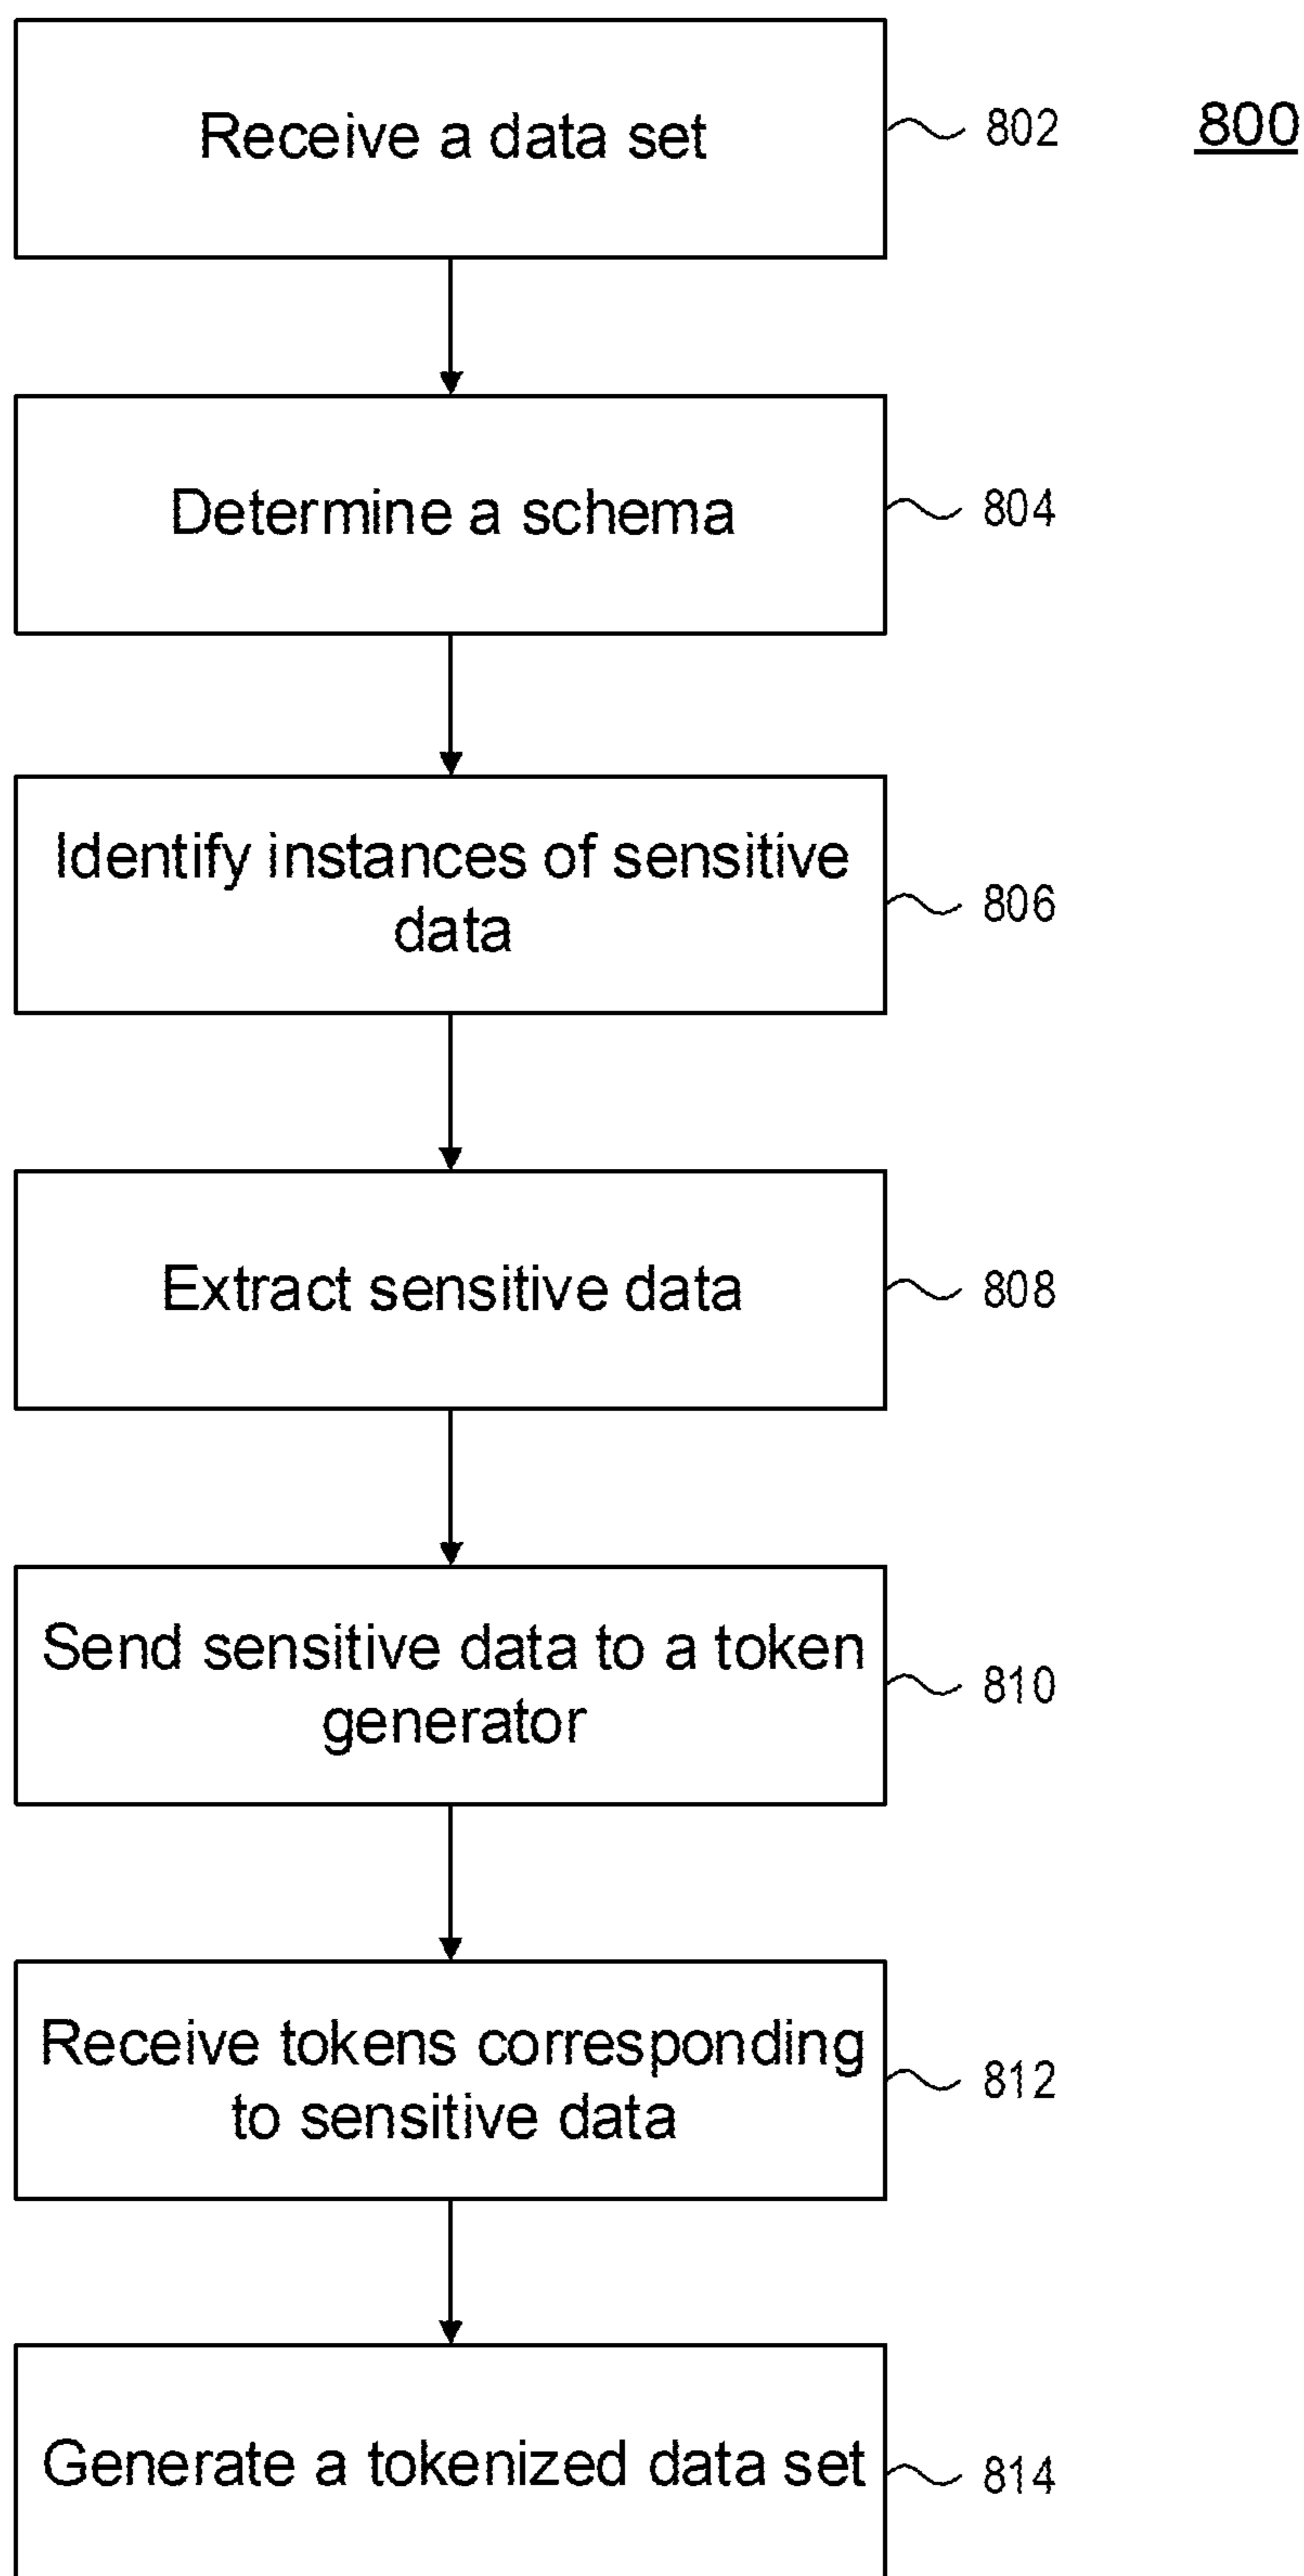 Receive a data set
802
800
Determine a schema
804
Identify instances of sensitive
data
806
Extract sensitive data
808
Send sensitive data to a token
generator
810
Receive tokens corresponding
to sensitive data
812
Generate a tokenized data set
814